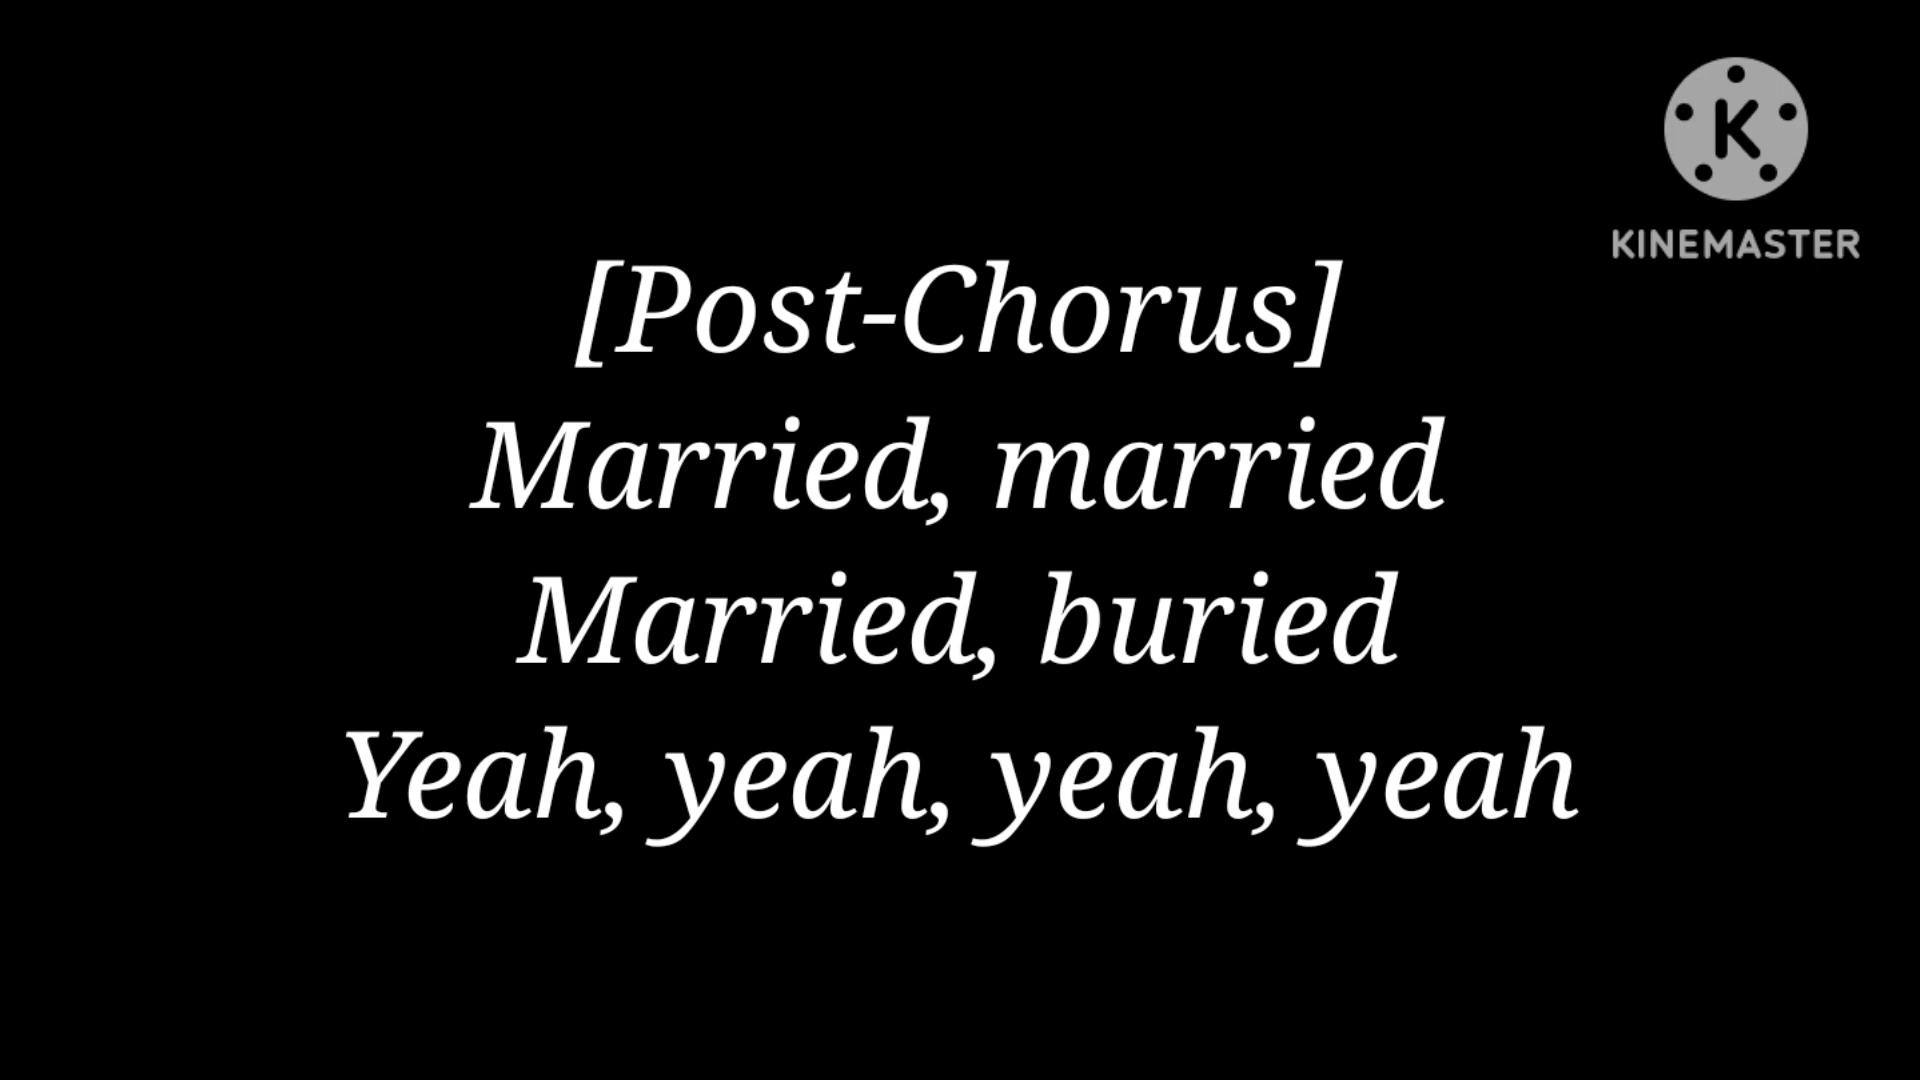 K
KINEMASTER
[Post-Chorus]
Married, married
Married, buried
Yeah, yeah, yeah, yeah